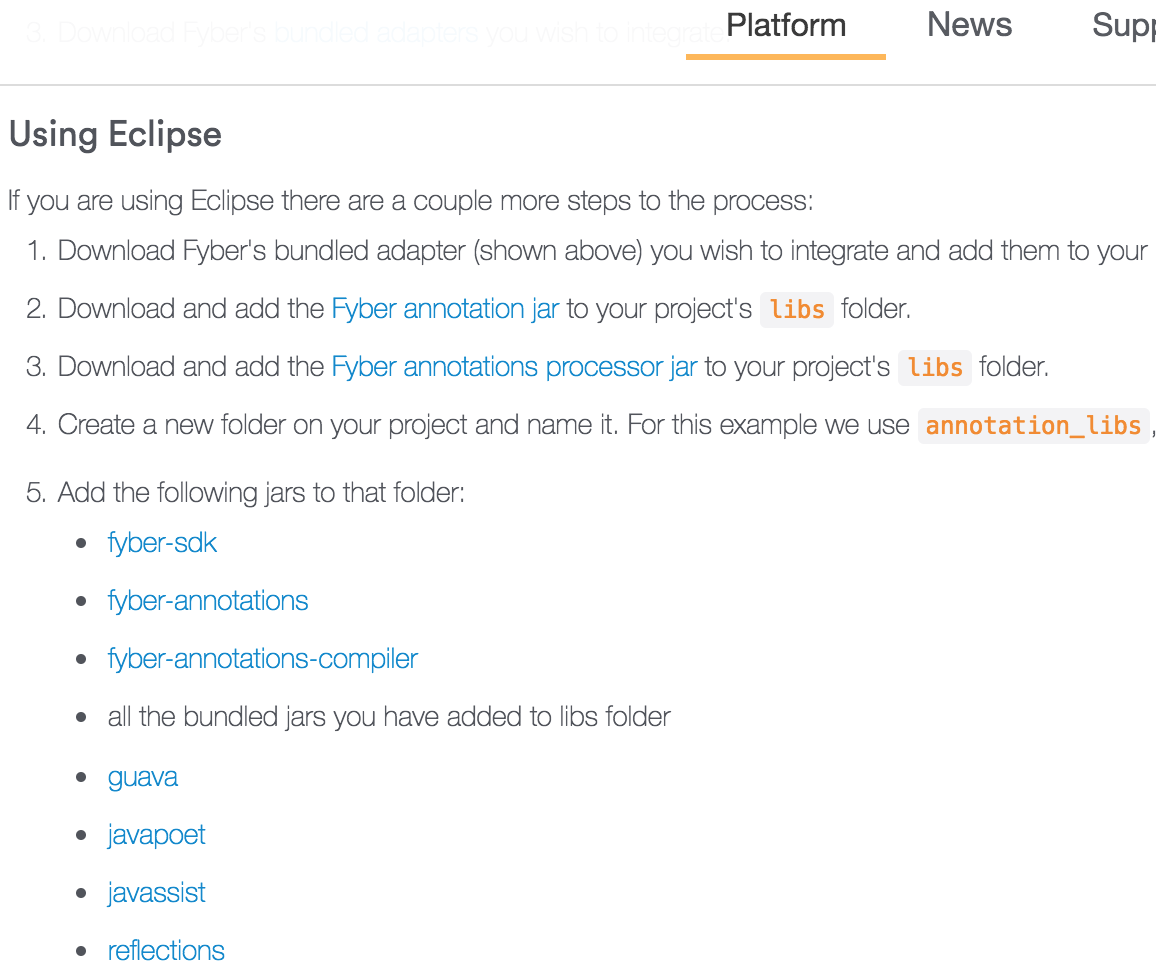 3. Download Fyber's bundled adapters you wish to integrate
Platform News Supp
Using Eclipse
If you are using Eclipse there are a couple more steps to the process:
1. Download Fyber's bundled adapter (shown above) you wish to integrate and add them to your
2. Download and add the Fyber annotation jar to your project's libs folder.
3. Download and add the Fyber annotations processor jar to your project's libs folder.
4. Create a new folder on your project and name it. For this example we use annotation_libs,
5. Add the following jars to that folder:
• fyber-sdk
• fyber-annotations
• fyber-annotations-compiler
• all the bundled jars you have added to libs folder
• guava
• javapoet
• javassist
• reflections